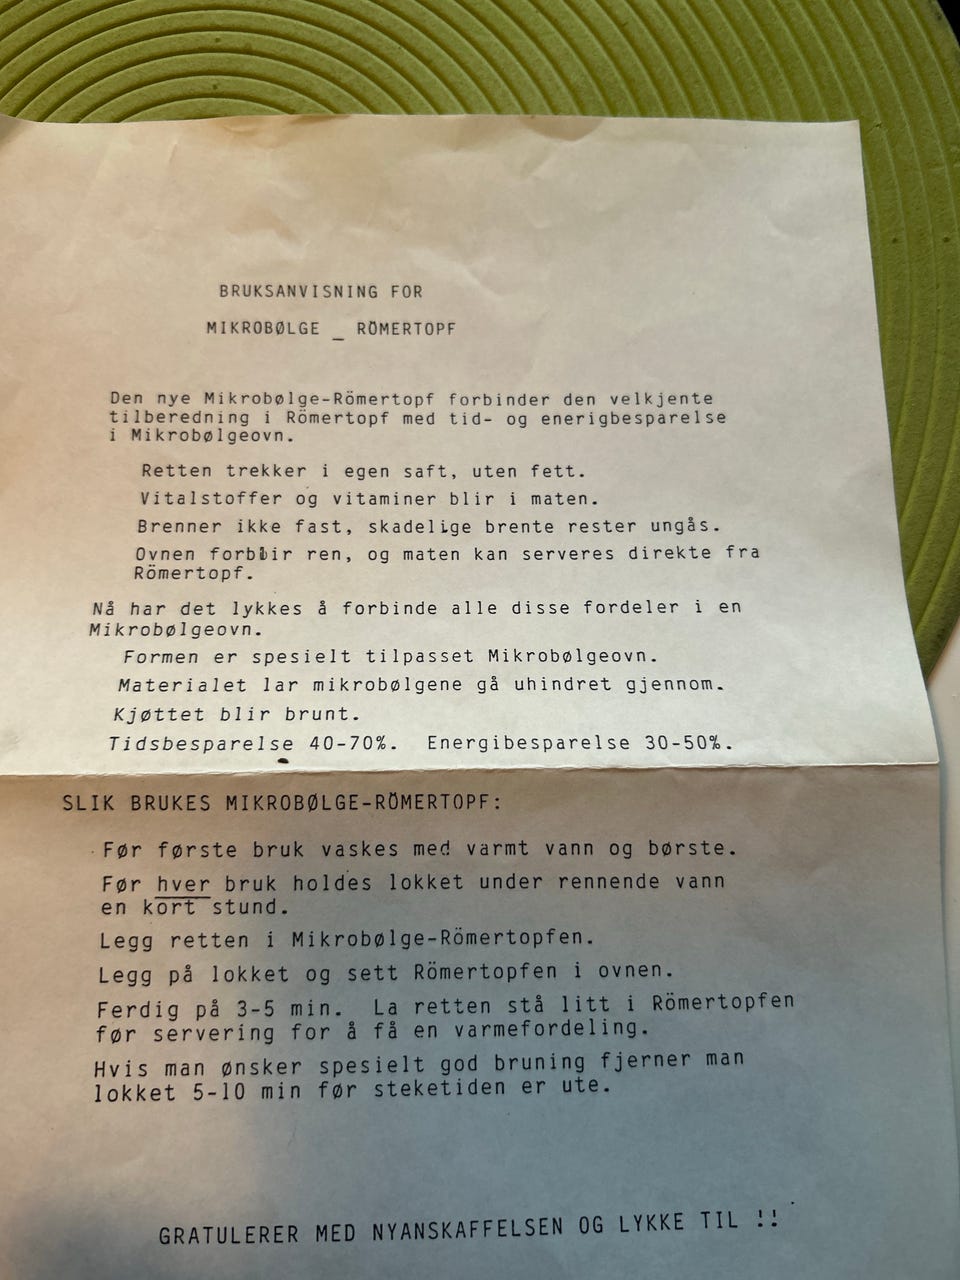 BRUKSANVISNING FOR
MIKROBØLGE _ RÖMERTOPF
Den nye Mikrobølge-Römertopf forbinder den velkjente
tilberedning i Römertopf med tid- og enerigbesparelse
i Mikrobølgeovn.
Retten trekker i egen saft, uten fett.
Vitalstoffer og vitaminer blir i maten.
Brenner ikke fast, skadelige brente rester ungås.
Ovnen forbblir ren, og maten kan serveres direkte fra
Römertopf.
Nå har det lykkes å forbinde alle disse fordeler i en
Mikrobølgeovn.
Formen er spesielt tilpasset Mikrobølgeovn.
Materialet lar mikrobølgene gå uhindret gjennom.
Kjøttet blir brunt.
Tidsbesparelse 40-70%. Energibesparelse 30-50%.
SLIK BRUKES MIKROBØLGE-RÖMERTOPF:
Før første bruk vaskes med varmt vann og børste.
Før hver bruk holdes lokket under rennende vann
en kort stund.
Legg retten i Mikrobølge-Römertopfen.
Legg på lokket og sett Römertopfen i ovnen.
Ferdig på 3-5 min. La retten stå litt i Römertopfen
før servering for å få en varmefordeling.
Hvis man ønsker spesielt god bruning fjerner man
lokket 5-10 min før steketiden er ute.
GRATULERER MED NYANSKAFFELSEN OG LYKKE TIL !!